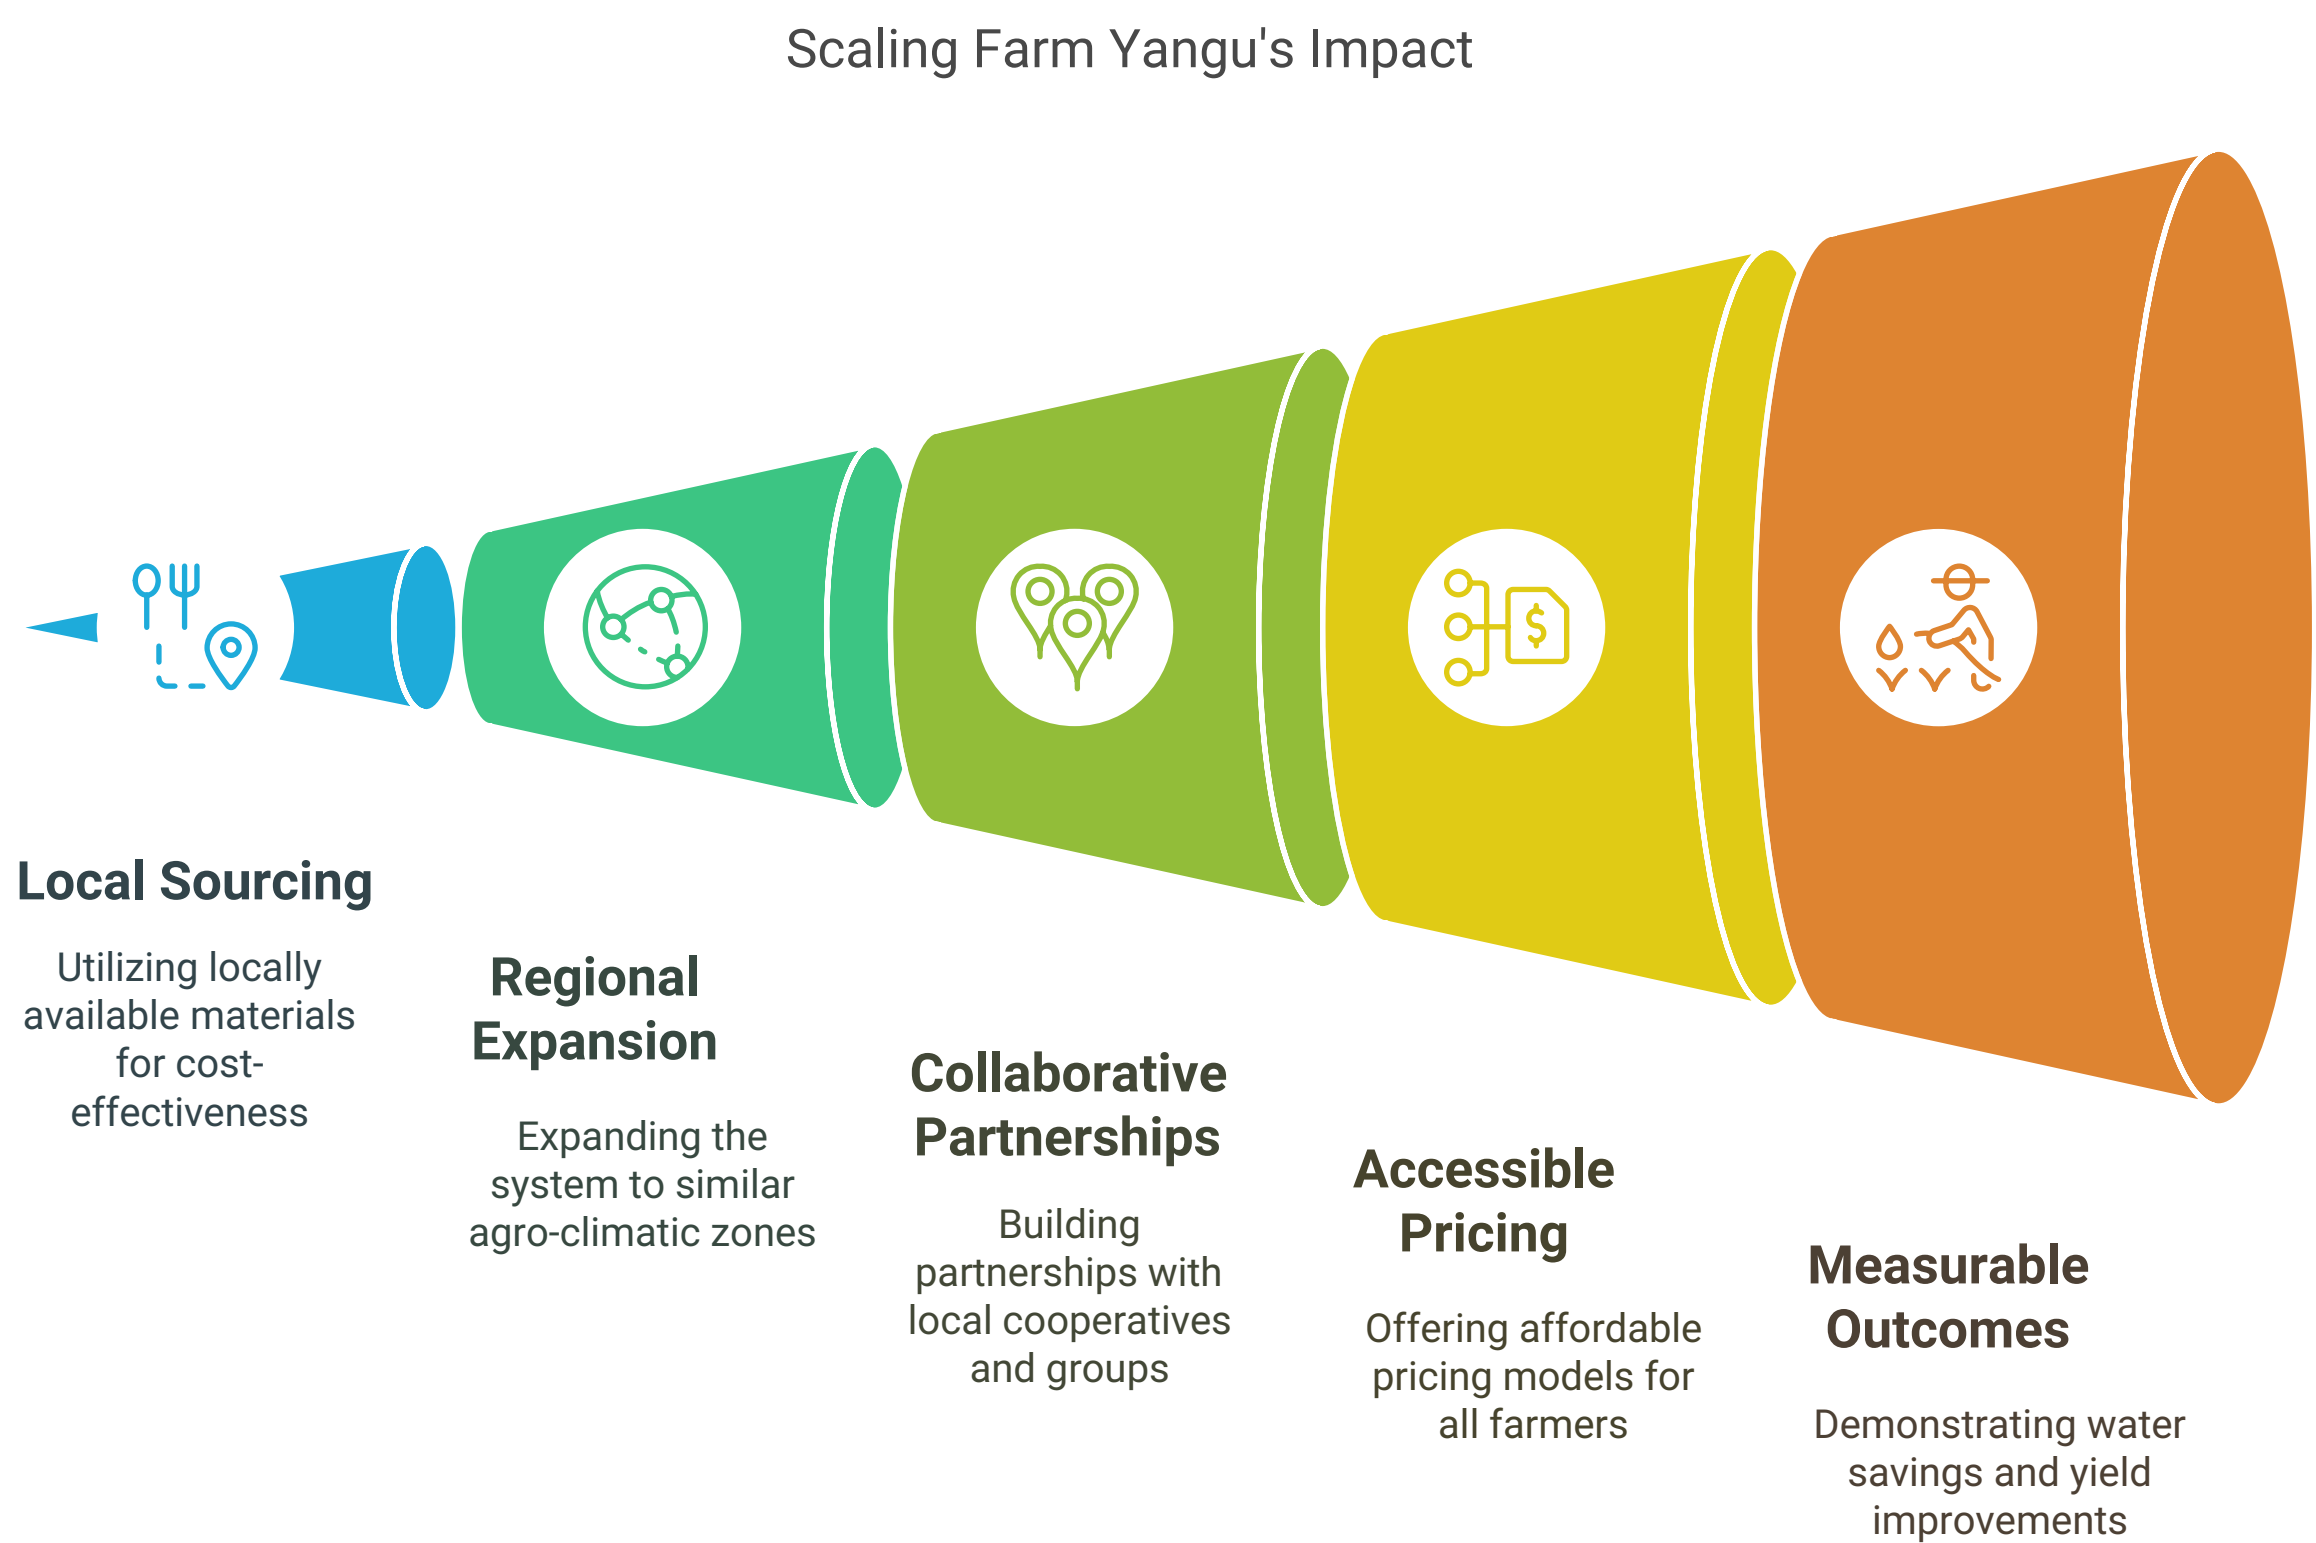 Scaling Farm Yangu's Impact
Local Sourcing
Utilizing locally
available materials
for cost-
effectiveness
Regional
Expansion
Expanding the
system to similar
agro-climatic zones
Collaborative
Partnerships
Building
partnerships with
local cooperatives
and groups
Accessible
Pricing
Offering affordable
pricing models for
all farmers
Measurable
Outcomes
Demonstrating water
savings and yield
improvements
$